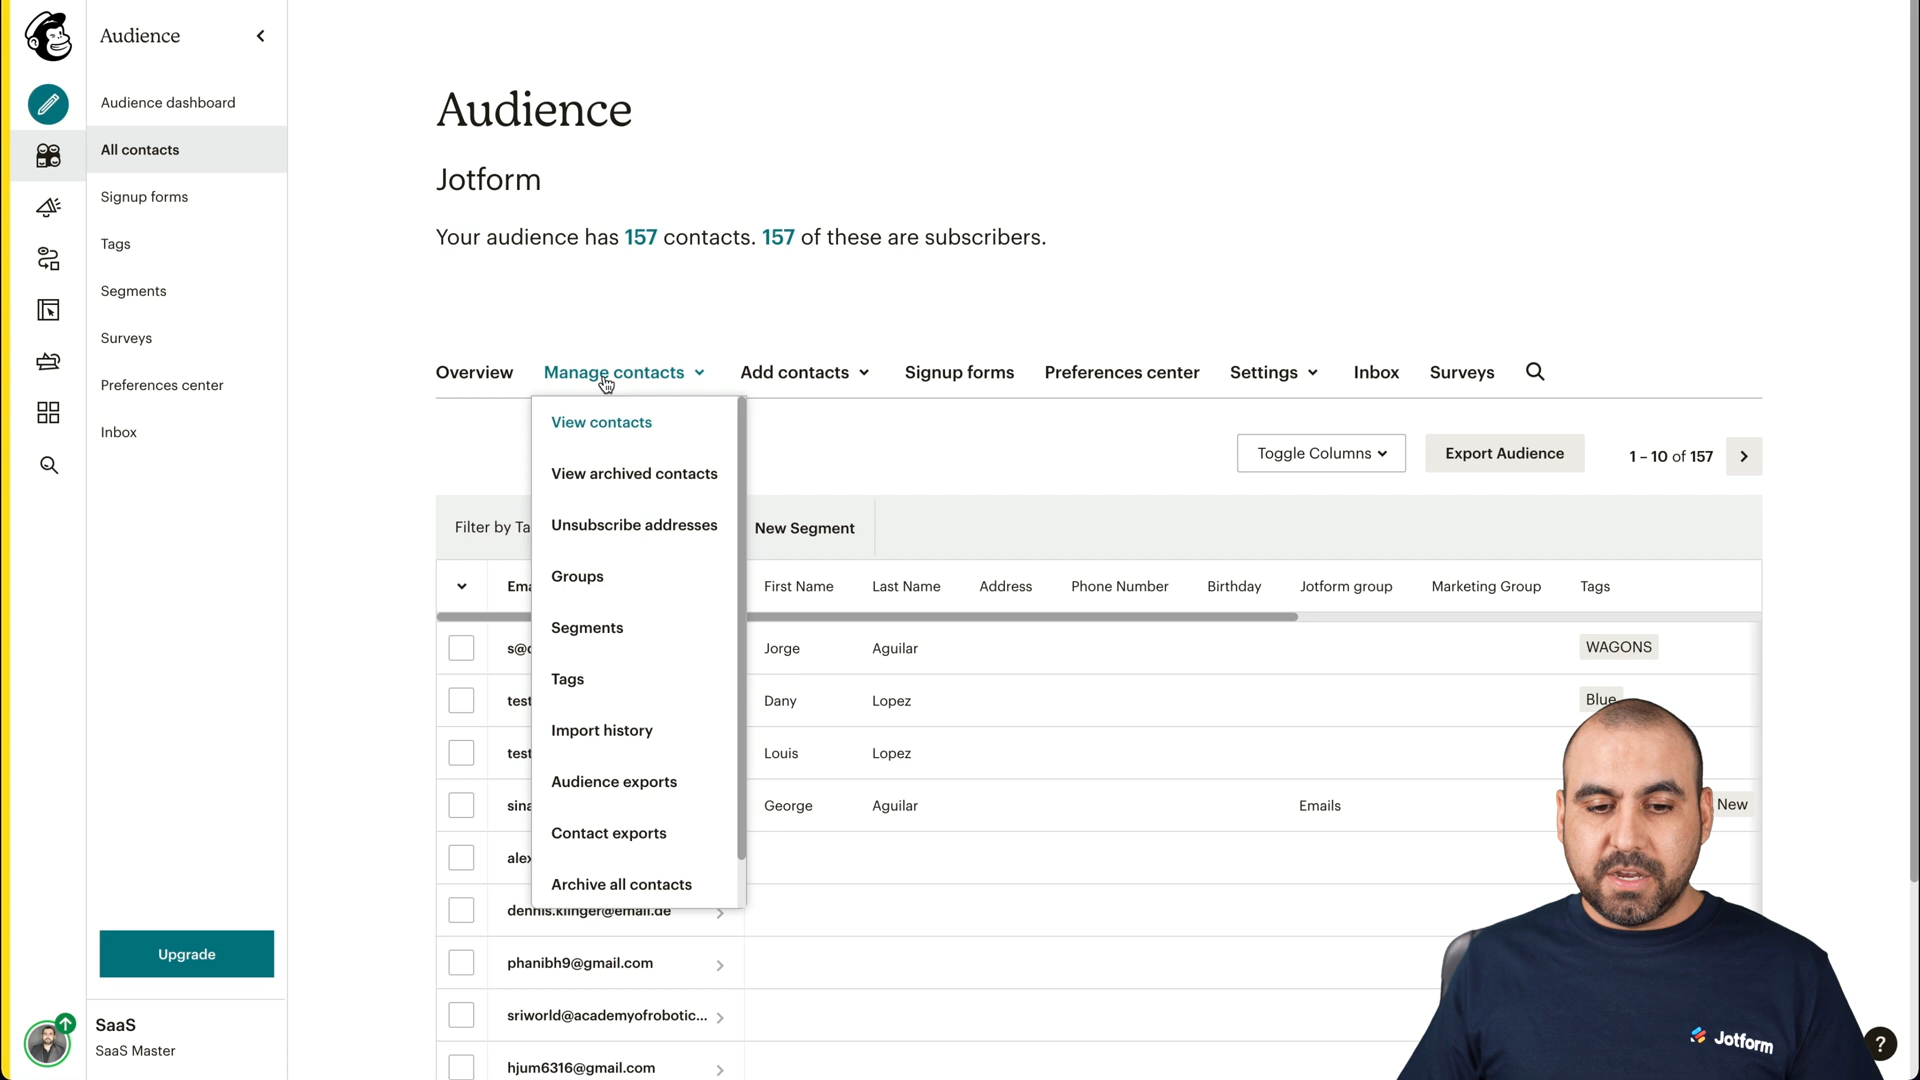 Audience
Audience dashboard
All contacts
Signup forms
Tags
Segments
Surveys
Preferences center
Inbox
Upgrade
SaaS
SaaS Master
Audience
Jotform
Your audience has 157 contacts. 157 of these are subscribers.
Overview Manage contacts Add contacts Signup forms Preferences center Settings Inbox Surveys
View contacts
View archived contacts
Unsubscribe addresses
Groups
Segments
Tags
Import history
Audience exports
Contact exports
Archive all contacts
Toggle Columns Export Audience 1 – 10 of 157
Filter by Ta New Segment
Ema First Name Last Name Address Phone Number Birthday Jotform group Marketing Group Tags
s@ Jorge Aguilar WAGONS
test Dany Lopez Blue
test Louis Lopez
sina George Aguilar Emails New
alex
dennis.klinger@email.de
phanibh9@gmail.com
sriworld@academyofrobotic...
hjum6316@gmail.com
Jotform
?